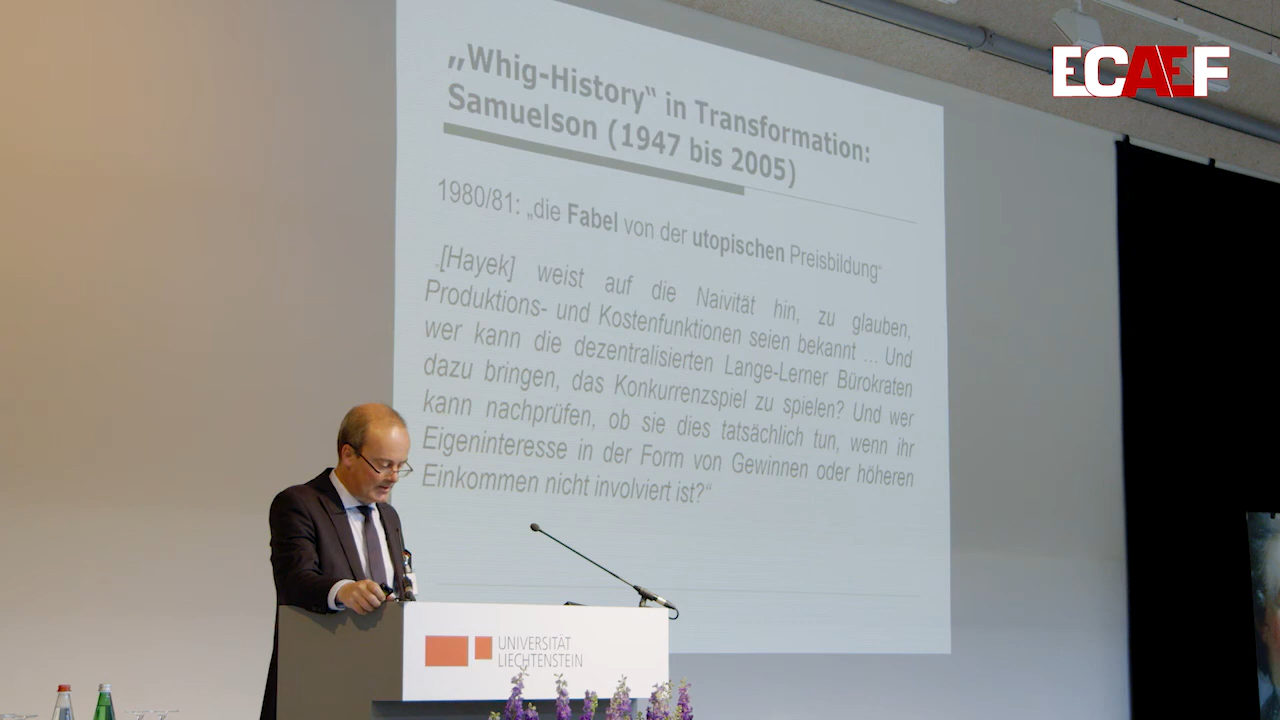 ECAEF
„Whig-History“ in Transformation:
Samuelson (1947 bis 2005)
1980/81: „die Fabel von der utopischen Preisbildung“
„[Hayek] weist auf die Naivität hin, zu glauben,
Produktions- und Kostenfunktionen seien bekannt ... Und
wer kann die dezentralisierten Lange-Lerner Bürokraten
dazu bringen, das Konkurrenzspiel zu spielen? Und wer
kann nachprüfen, ob sie dies tatsächlich tun, wenn ihr
Eigeninteresse in der Form von Gewinnen oder höheren
Einkommen nicht involviert ist?“
UNIVERSITÄT
LIECHTENSTEIN